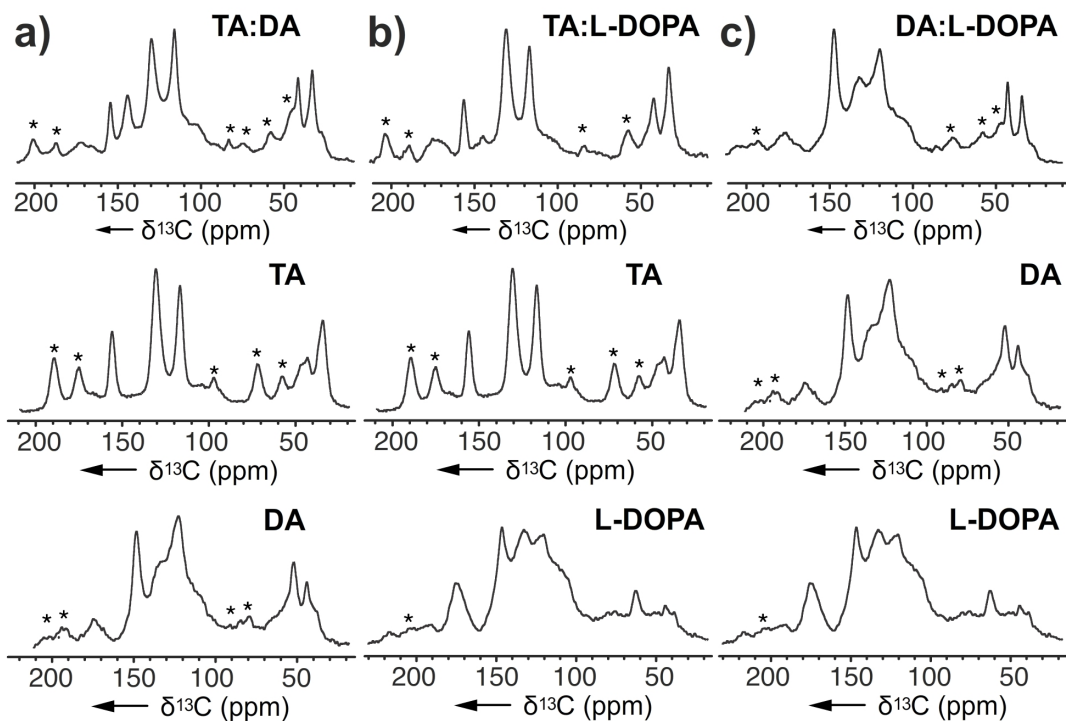 a) TA:DA
* * * * * *
200 150 100 50
← δ¹³C (ppm)
b) TA:L-DOPA
* * * *
200 150 100 50
← δ¹³C (ppm)
c) DA:L-DOPA
* * * *
200 150 100 50
← δ¹³C (ppm)
TA
* * * * *
200 150 100 50
← δ¹³C (ppm)
TA
* * * * *
200 150 100 50
← δ¹³C (ppm)
DA
* * * *
200 150 100 50
← δ¹³C (ppm)
DA
* * * *
200 150 100 50
← δ¹³C (ppm)
L-DOPA
*
200 150 100 50
← δ¹³C (ppm)
L-DOPA
*
200 150 100 50
← δ¹³C (ppm)